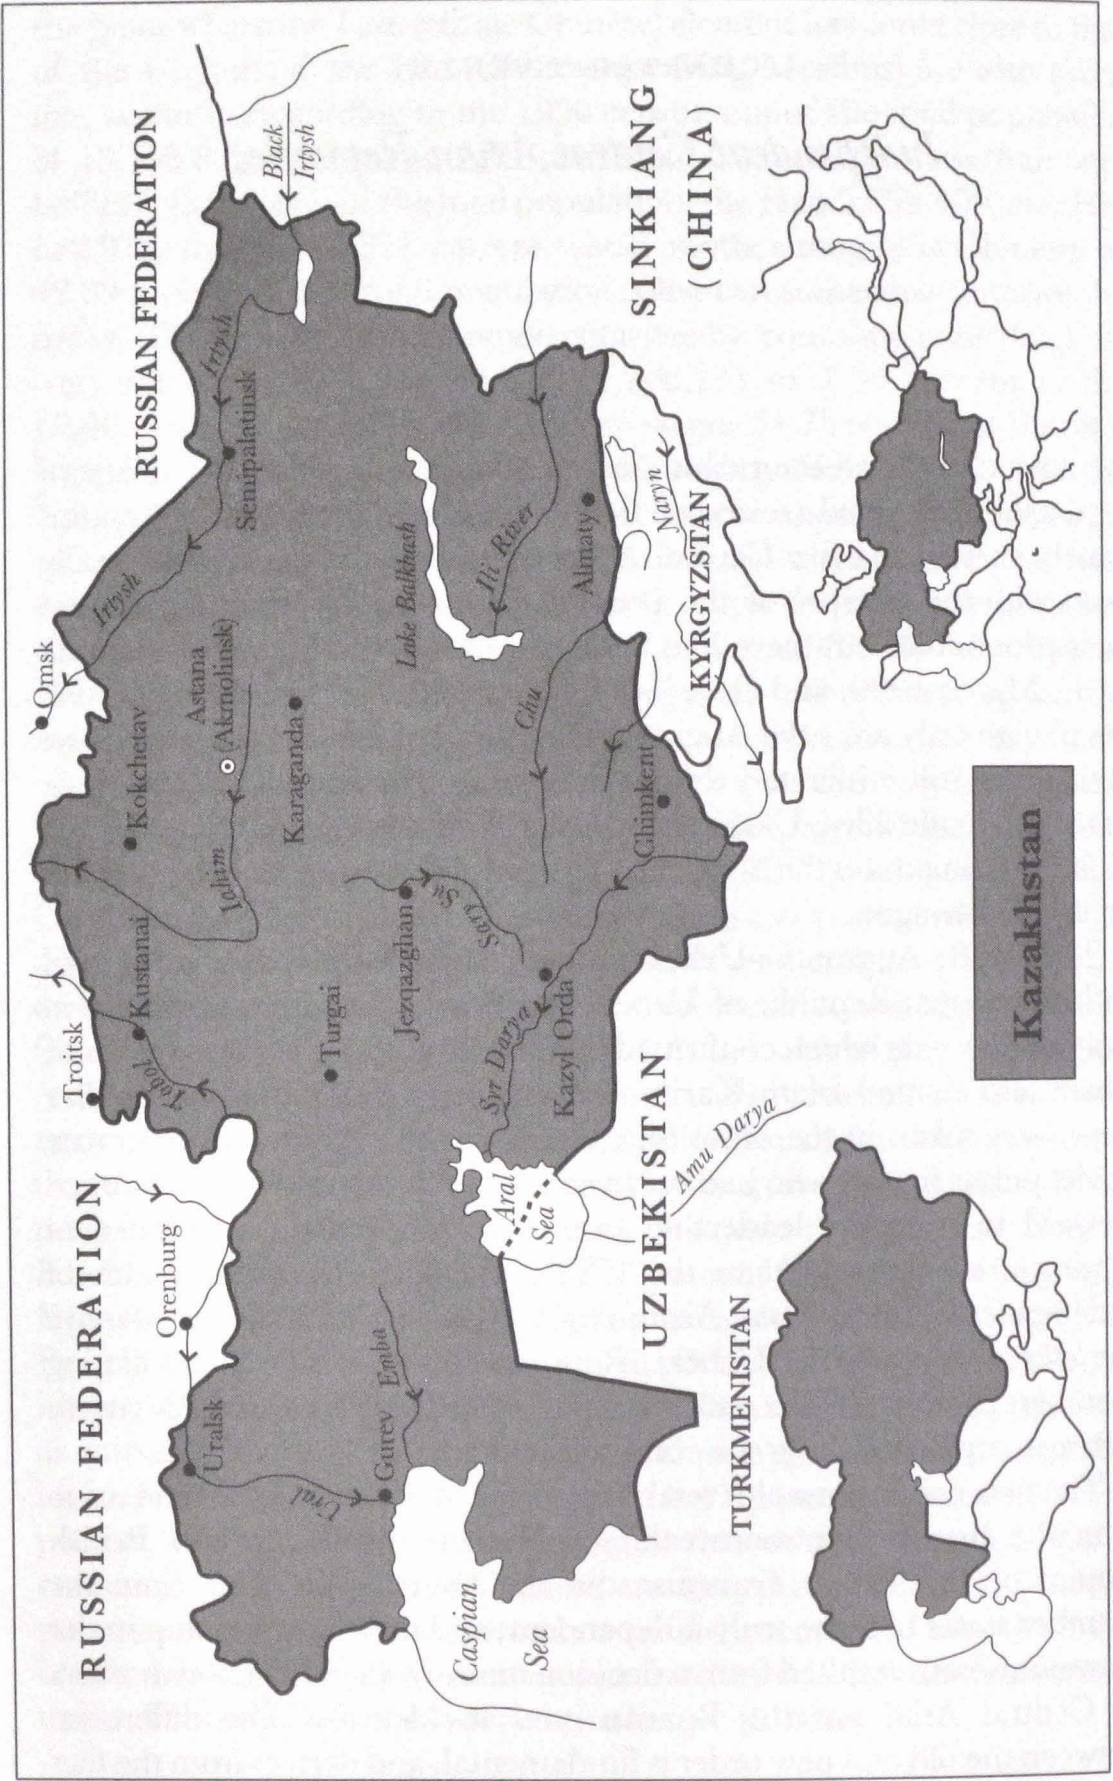 RUSSIAN FEDERATION
RUSSIAN FEDERATION
Omsk
Troitsk
Orenburg
Uralsk
Kustanai
Kokchetav
Tobol
Ishim
Irtysh
Irtysh
Black
Irtysh
Semipalatinsk
Astana
(Akmolinsk)
Karaganda
Turgai
Jezqazghan
Sary Su
Ural
Gurev
Emba
Caspian
Sea
Aral
Sea
Syr Darya
Kazyl Orda
Chu
Lake Balkhash
Ili River
Almaty
Chimkent
Naryn
KYRGYZSTAN
SINKIANG
(CHINA)
UZBEKISTAN
Amu Darya
TURKMENISTAN
Kazakhstan